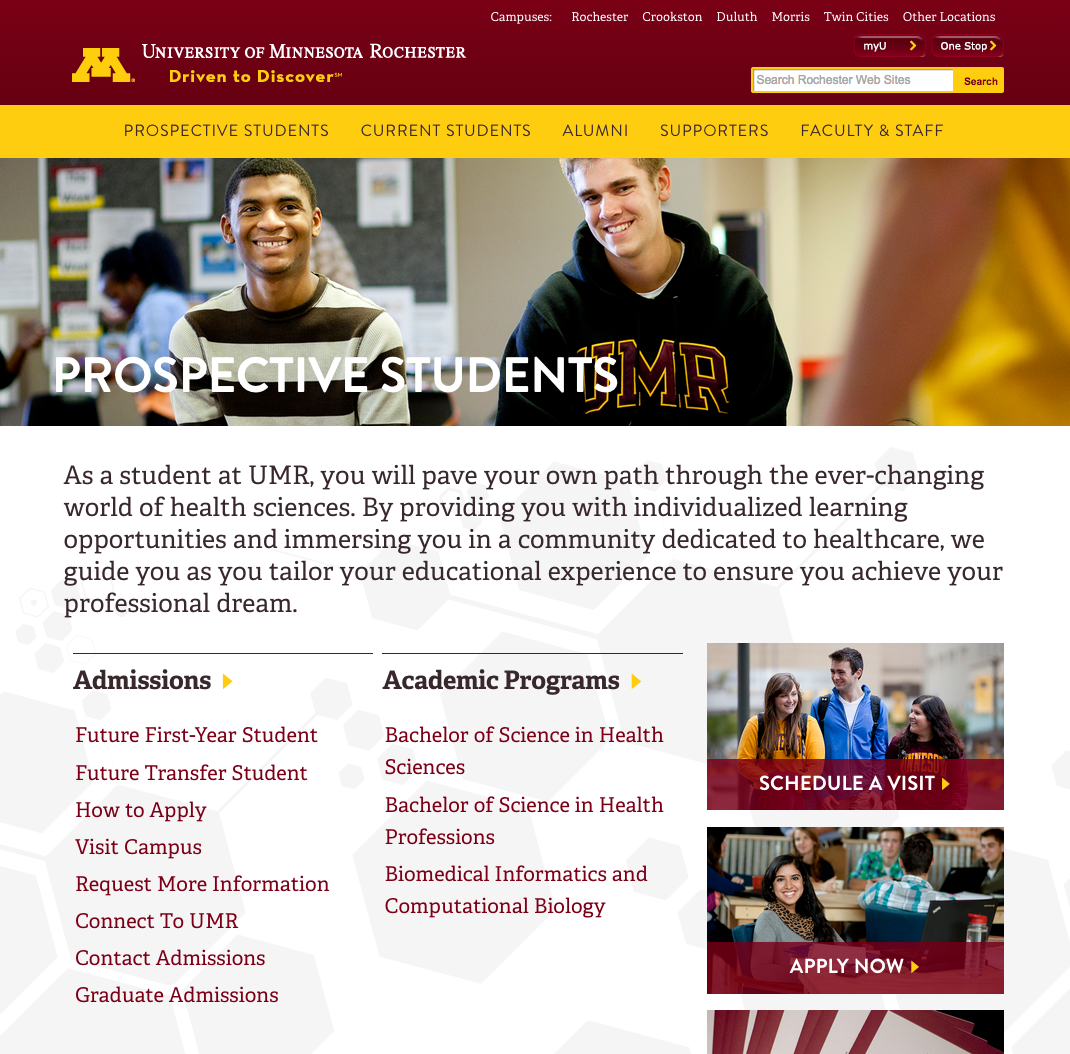 Campuses: Rochester Crookston Duluth Morris Twin Cities Other Locations
myU One Stop
University of Minnesota Rochester
Driven to Discover℠
Search Rochester Web Sites Search
PROSPECTIVE STUDENTS CURRENT STUDENTS ALUMNI SUPPORTERS FACULTY & STAFF
UMR
PROSPECTIVE STUDENTS
As a student at UMR, you will pave your own path through the ever-changing
world of health sciences. By providing you with individualized learning
opportunities and immersing you in a community dedicated to healthcare, we
guide you as you tailor your educational experience to ensure you achieve your
professional dream.
Admissions
Future First-Year Student
Future Transfer Student
How to Apply
Visit Campus
Request More Information
Connect To UMR
Contact Admissions
Graduate Admissions
Academic Programs
Bachelor of Science in Health
Sciences
Bachelor of Science in Health
Professions
Biomedical Informatics and
Computational Biology
SCHEDULE A VISIT
APPLY NOW